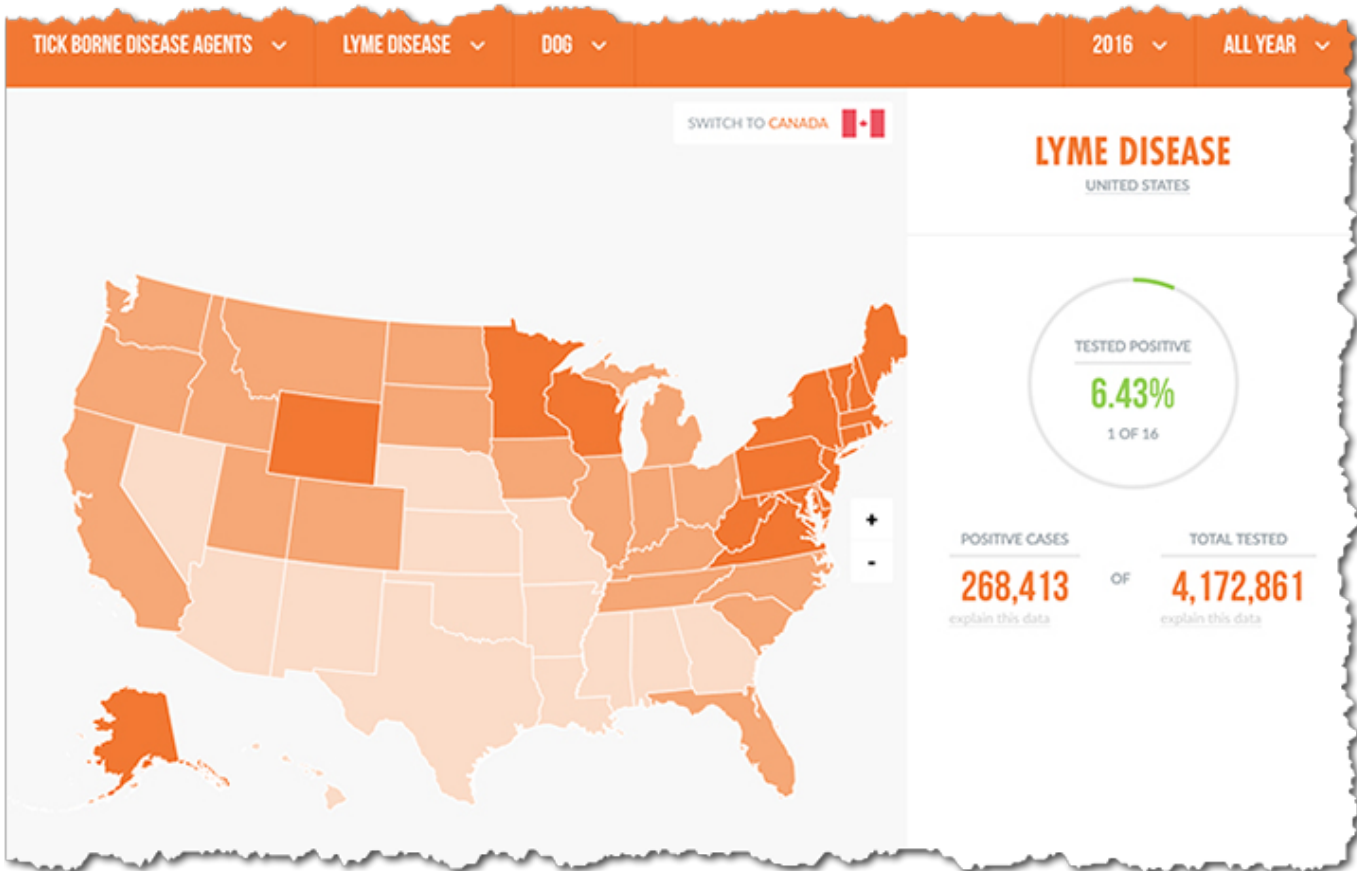 TICK BORNE DISEASE AGENTS
LYME DISEASE
DOG
2016
ALL YEAR
SWITCH TO CANADA
LYME DISEASE
UNITED STATES
TESTED POSITIVE
6.43%
1 OF 16
+
-
POSITIVE CASES
268,413
explain this data
OF
TOTAL TESTED
4,172,861
explain this data